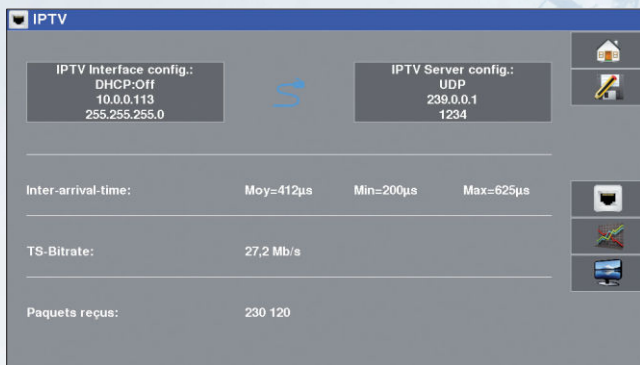 IPTV
IPTV Interface config.:
DHCP:Off
10.0.0.113
255.255.255.0
IPTV Server config.:
UDP
239.0.0.1
1234
Inter-arrival-time: Moy=412µs Min=200µs Max=625µs
TS-Bitrate: 27,2 Mb/s
Paquets reçus: 230 120